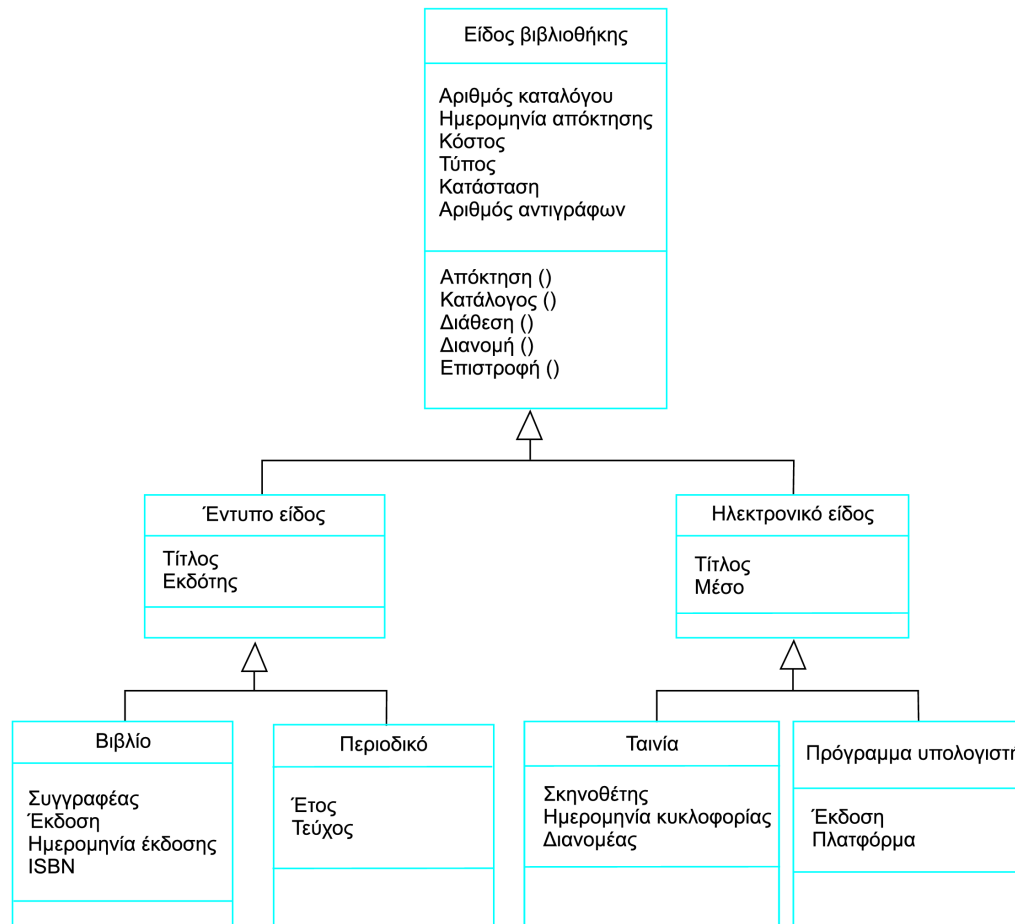 Είδος βιβλιοθήκης
Αριθμός καταλόγου
Ημερομηνία απόκτησης
Κόστος
Τύπος
Κατάσταση
Αριθμός αντιγράφων
Απόκτηση ()
Κατάλογος ()
Διάθεση ()
Διανομή ()
Επιστροφή ()
Έντυπο είδος
Τίτλος
Εκδότης
Ηλεκτρονικό είδος
Τίτλος
Μέσο
Βιβλίο
Συγγραφέας
Έκδοση
Ημερομηνία έκδοσης
ISBN
Περιοδικό
Έτος
Τεύχος
Ταινία
Σκηνοθέτης
Ημερομηνία κυκλοφορίας
Διανομέας
Πρόγραμμα υπολογιστή
Έκδοση
Πλατφόρμα